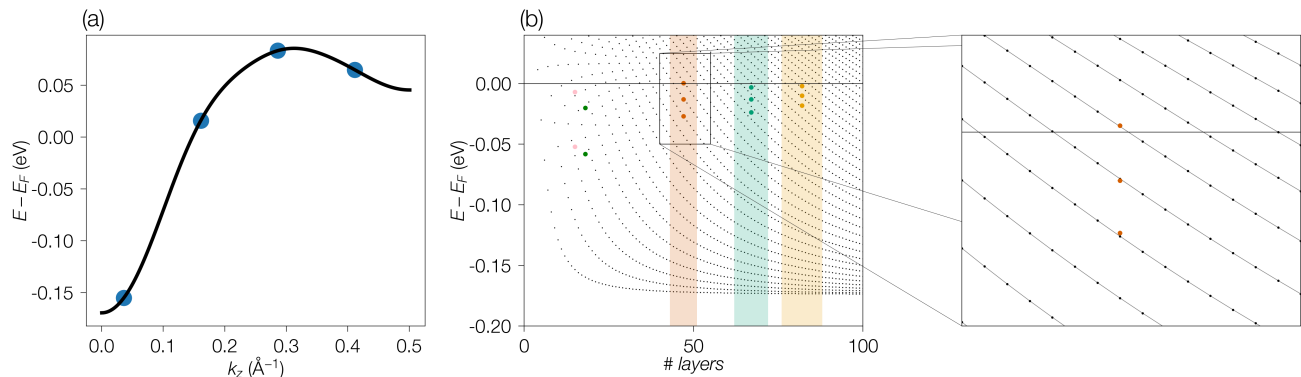 (a)
E – E_F (eV)
0.05
0.00
0.05
-0.10
-0.15
0.0 0.1 0.2 0.3 0.4 0.5
k_z (Å⁻¹)
(b)
E – E_F (eV)
0.00
-0.05
-0.10
-0.15
-0.20
0 50 100
# layers